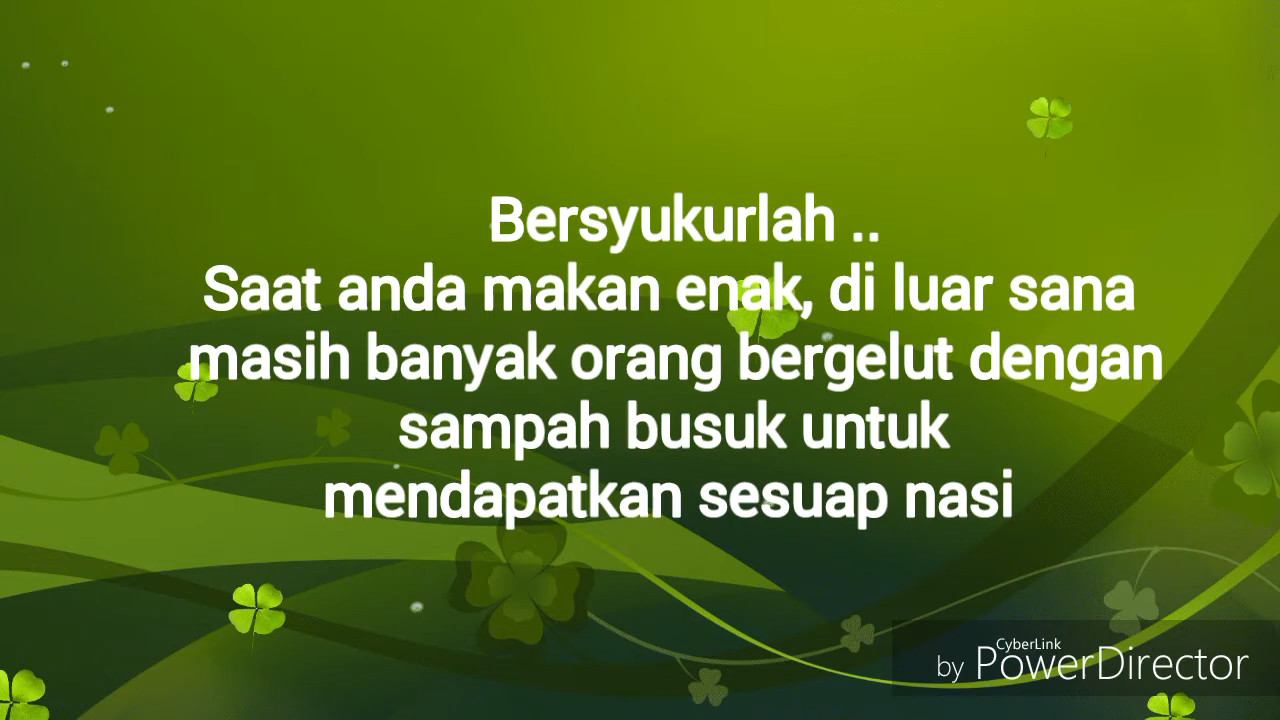 Bersyukurlah ..
Saat anda makan enak, di luar sana
masih banyak orang bergelut dengan
sampah busuk untuk
mendapatkan sesuap nasi
CyberLink
by PowerDirector